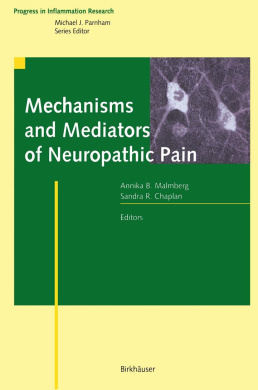 Progress in Inflammation Research
Michael J. Parnham
Series Editor
Mechanisms
and Mediators
of Neuropathic Pain
Annika B. Malmberg
Sandra R. Chaplan
Editors
Birkhäuser